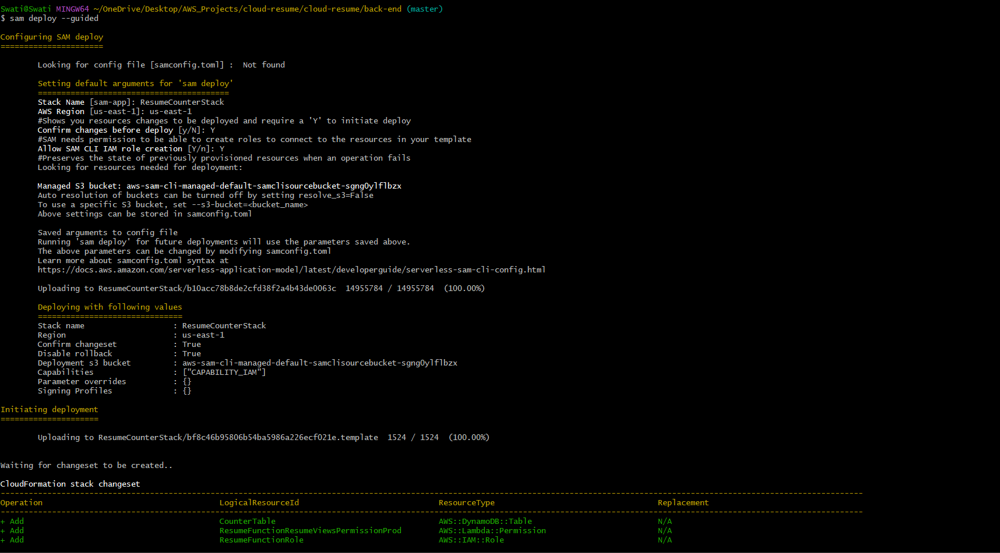 Swati@Swati MINGW64 ~/OneDrive/Desktop/AWS_Projects/cloud-resume/cloud-resume/back-end (master)
$ sam deploy --guided
Configuring SAM deploy
======================
Looking for config file [samconfig.toml] :  Not found
Setting default arguments for 'sam deploy'
=========================================
Stack Name [sam-app]: ResumeCounterStack
AWS Region [us-east-1]: us-east-1
#Shows you resources changes to be deployed and require a 'Y' to initiate deploy
Confirm changes before deploy [y/N]: Y
#SAM needs permission to be able to create roles to connect to the resources in your template
Allow SAM CLI IAM role creation [Y/n]: Y
#Preserves the state of previously provisioned resources when an operation fails
Looking for resources needed for deployment:
Managed S3 bucket: aws-sam-cli-managed-default-samclisourcebucket-sgng0ylflbzx
Auto resolution of buckets can be turned off by setting resolve_s3=False
To use a specific S3 bucket, set --s3-bucket=<bucket_name>
Above settings can be stored in samconfig.toml
Saved arguments to config file
Running 'sam deploy' for future deployments will use the parameters saved above.
The above parameters can be changed by modifying samconfig.toml
Learn more about samconfig.toml syntax at
https://docs.aws.amazon.com/serverless-application-model/latest/developerguide/serverless-sam-cli-config.html
Uploading to ResumeCounterStack/b10acc78b8de2cfd38f2a4b43de0063c  14955784 / 14955784  (100.00%)
Deploying with following values
===============================
Stack name : ResumeCounterStack
Region : us-east-1
Confirm changeset : True
Disable rollback : True
Deployment s3 bucket : aws-sam-cli-managed-default-samclisourcebucket-sgng0ylflbzx
Capabilities : ["CAPABILITY_IAM"]
Parameter overrides : {}
Signing Profiles : {}
Initiating deployment
=====================
Uploading to ResumeCounterStack/bf8c46b95806b54ba5986a226ecf021e.template  1524 / 1524  (100.00%)
Waiting for changeset to be created..
CloudFormation stack changeset
Operation LogicalResourceId ResourceType Replacement
+ Add CounterTable AWS::DynamoDB::Table N/A
+ Add ResumeFunctionResumeViewsPermissionProd AWS::Lambda::Permission N/A
+ Add ResumeFunctionRole AWS::IAM::Role N/A